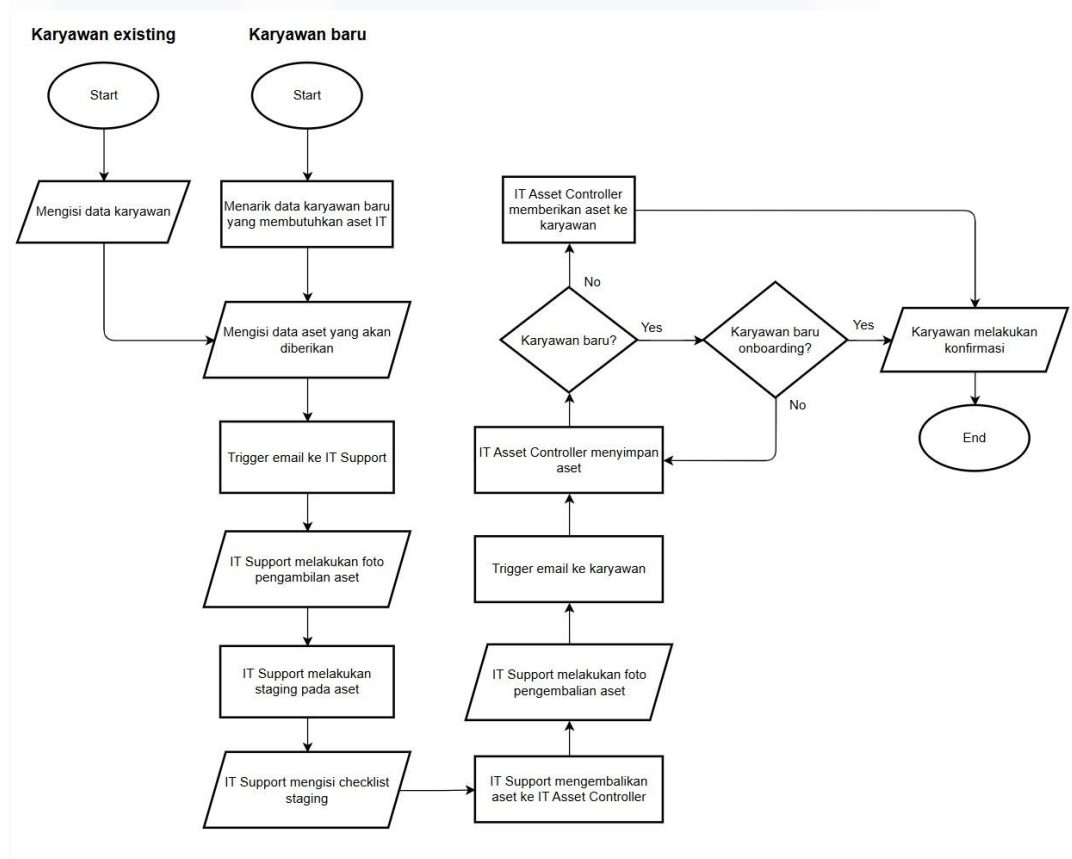 Karyawan existing
Karyawan baru
Start
Start
Mengisi data karyawan
Menarik data karyawan baru
yang membutuhkan aset IT
Mengisi data aset yang akan
diberikan
Trigger email ke IT Support
IT Support melakukan foto
pengambilan aset
IT Support melakukan
staging pada aset
IT Support mengisi checklist
staging
IT Support mengembalikan
aset ke IT Asset Controller
IT Support melakukan foto
pengembalian aset
Trigger email ke karyawan
IT Asset Controller menyimpan
aset
Karyawan baru?
No
IT Asset Controller
memberikan aset ke
karyawan
Yes
Karyawan baru
onboarding?
No
Yes
Karyawan melakukan
konfirmasi
End